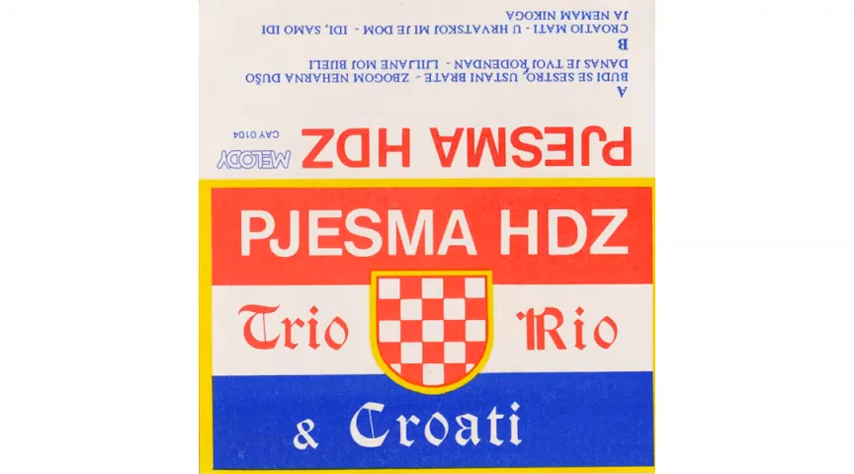 PJESMA HDZ
MELODY
CAY 0104
A
BUDI SE SESTRO, USTANI BRATE - ZBOGOM NEHARNA DUŠO
DANAS JE TVOJ ROĐENDAN - LJILJANE MOJ BIJELI
B
CROATIO MATI - U HRVATSKOJ MI JE DOM - IDI, SAMO IDI
JA NEMAM NIKOGA
PJESMA HDZ
Trio Rio
& Croati